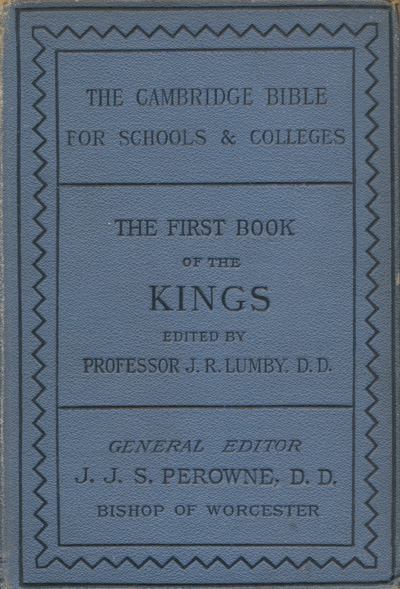 THE CAMBRIDGE BIBLE
FOR SCHOOLS & COLLEGES
THE FIRST BOOK
OF THE
KINGS
EDITED BY
PROFESSOR J. R. LUMBY. D. D.
GENERAL EDITOR
J. J. S. PEROWNE, D. D.
BISHOP OF WORCESTER